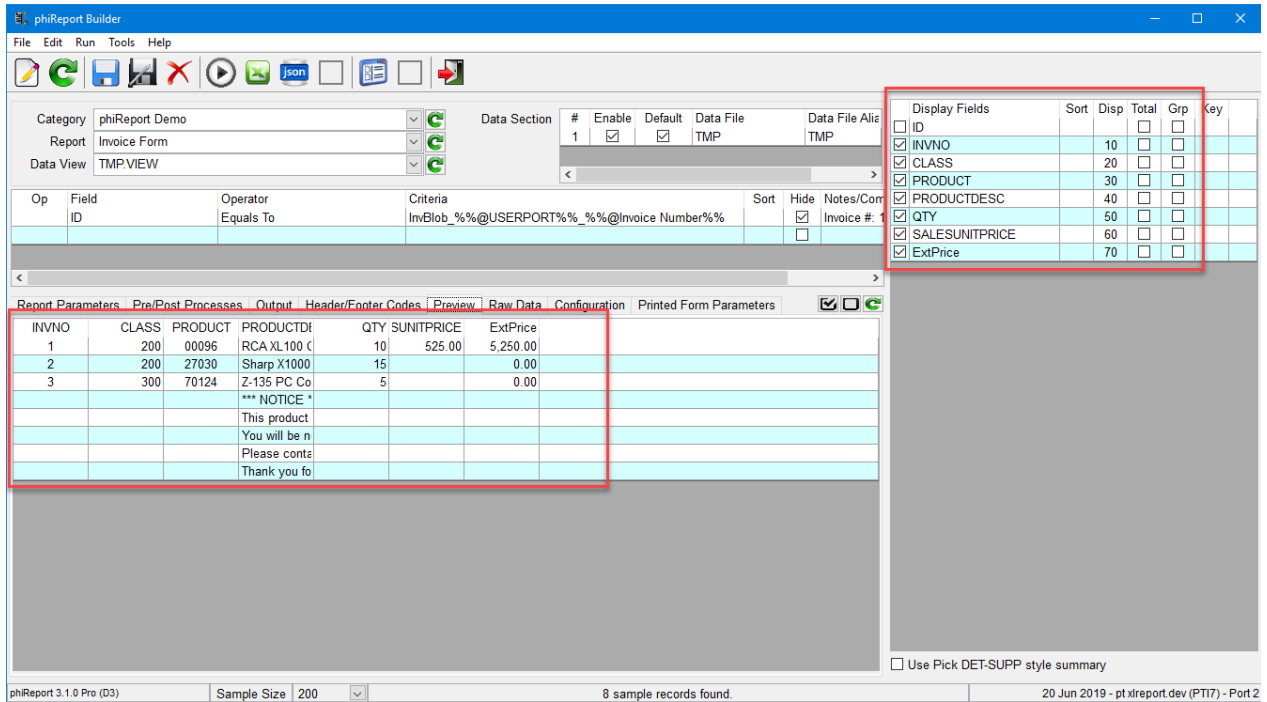 phiReport Builder
File Edit Run Tools Help
json
Category phiReport Demo
Report Invoice Form
Data View TMP.VIEW
Data Section # Enable Default Data File Data File Alia
1 TMP TMP
Op Field Operator Criteria Sort Hide Notes/Com
ID Equals To InvBlob_%%@USERPORT%%_%%@Invoice Number%% Invoice #: 1
Report Parameters Pre/Post Processes Output Header/Footer Codes Preview Raw Data Configuration Printed Form Parameters
INVNO CLASS PRODUCT PRODUCTDE QTY SUNITPRICE ExtPrice
1 200 00096 RCA XL100 C 10 525.00 5,250.00
2 200 27030 Sharp X1000 15 0.00
3 300 70124 Z-135 PC Co 5 0.00
*** NOTICE *
This product
You will be n
Please conta
Thank you fo
Display Fields Sort Disp Total Grp Key
ID
INVNO 10
CLASS 20
PRODUCT 30
PRODUCTDESC 40
QTY 50
SALESUNITPRICE 60
ExtPrice 70
Use Pick DET-SUPP style summary
phiReport 3.1.0 Pro (D3) Sample Size 200 8 sample records found. 20 Jun 2019 - pt xlreport.dev (PTI7) - Port 2